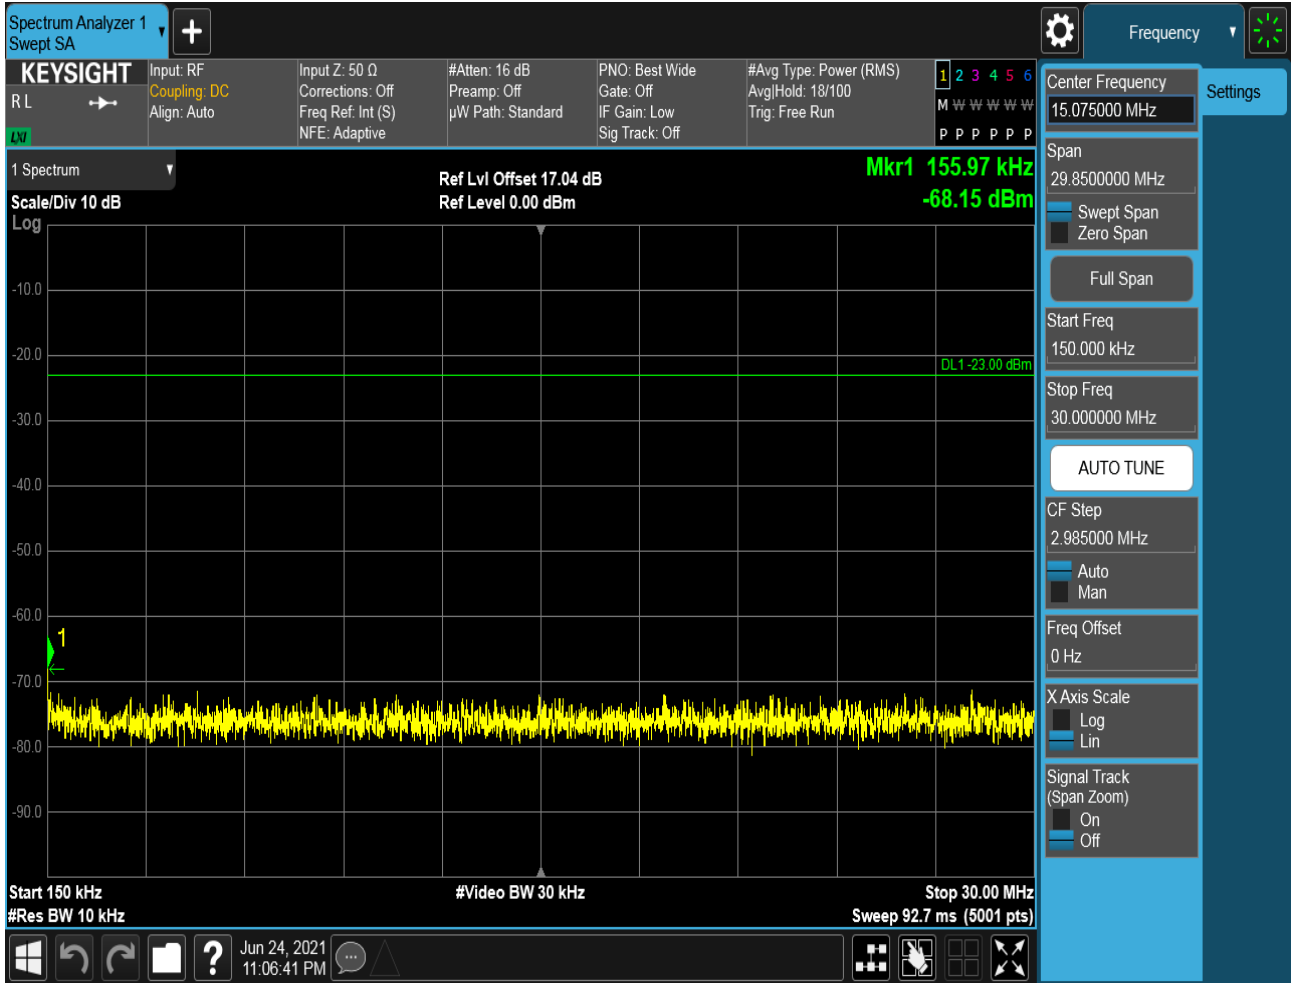 Spectrum Analyzer 1
Swept SA
Frequency
KEYSIGHT
R L
LXI
Input: RF
Coupling: DC
Align: Auto
Input Z: 50 Ω
Corrections: Off
Freq Ref: Int (S)
NFE: Adaptive
#Atten: 16 dB
Preamp: Off
µW Path: Standard
PNO: Best Wide
Gate: Off
IF Gain: Low
Sig Track: Off
#Avg Type: Power (RMS)
Avg|Hold: 18/100
Trig: Free Run
1 2 3 4 5 6
M W W W W W
P P P P P P
1 Spectrum
Scale/Div 10 dB
Log
Ref Lvl Offset 17.04 dB
Ref Level 0.00 dBm
Mkr1 155.97 kHz
-68.15 dBm
-10.0
-20.0
DL1 -23.00 dBm
-30.0
-40.0
-50.0
-60.0
1
-70.0
-80.0
-90.0
Start 150 kHz
#Video BW 30 kHz
Stop 30.00 MHz
#Res BW 10 kHz
Sweep 92.7 ms (5001 pts)
?
Jun 24, 2021
11:06:41 PM
Center Frequency
15.075000 MHz
Settings
Span
29.8500000 MHz
Swept Span
Zero Span
Full Span
Start Freq
150.000 kHz
Stop Freq
30.000000 MHz
AUTO TUNE
CF Step
2.985000 MHz
Auto
Man
Freq Offset
0 Hz
X Axis Scale
Log
Lin
Signal Track
(Span Zoom)
On
Off